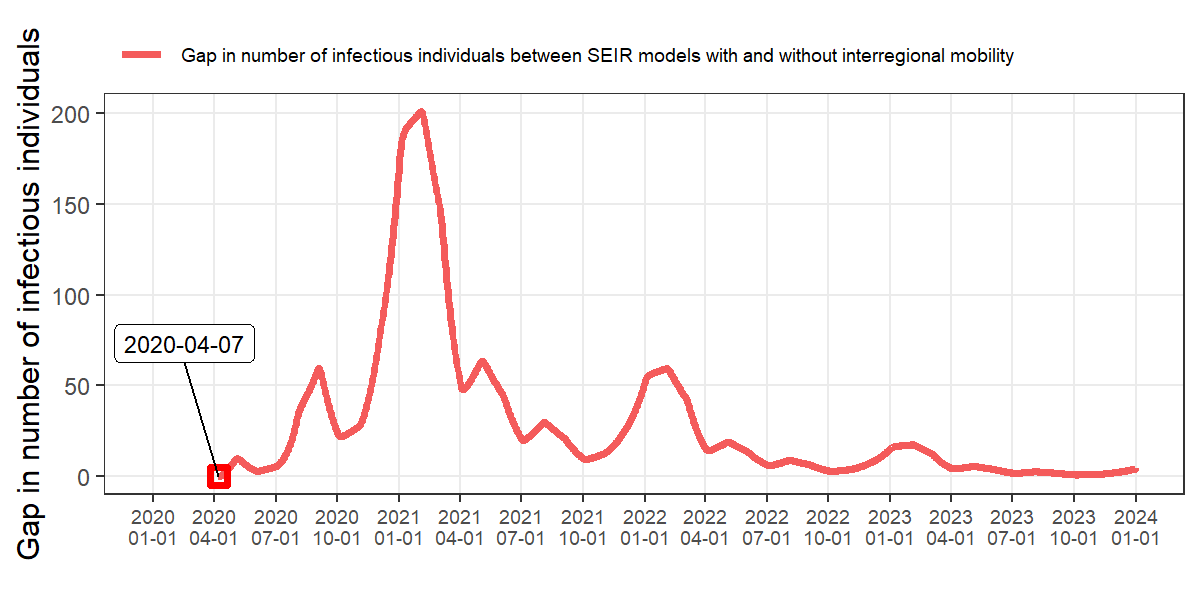 Gap in number of infectious individuals between SEIR models with and without interregional mobility
Gap in number of infectious individuals
200
150
100
50
0
2020-04-07
2020 2020 2020 2020 2021 2021 2021 2021 2022 2022 2022 2022 2023 2023 2023 2023 2024
01-01 04-01 07-01 10-01 01-01 04-01 07-01 10-01 01-01 04-01 07-01 10-01 01-01 04-01 07-01 10-01 01-01